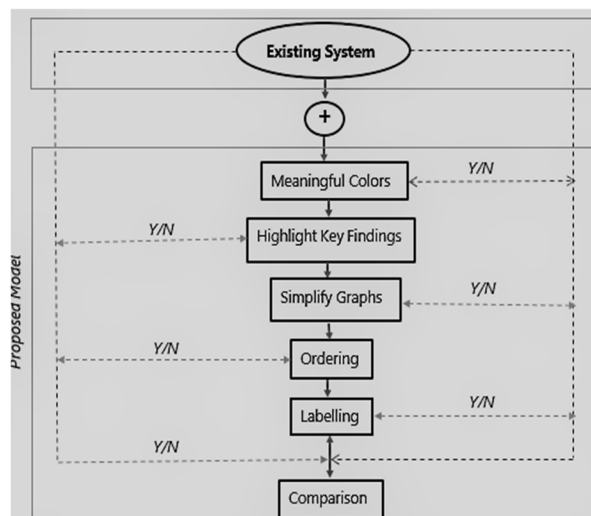 Existing System
+
Meaningful Colors
Y/N
Y/N
Highlight Key Findings
Simplify Graphs
Y/N
Y/N
Ordering
Labelling
Y/N
Y/N
Comparison
Proposed Model